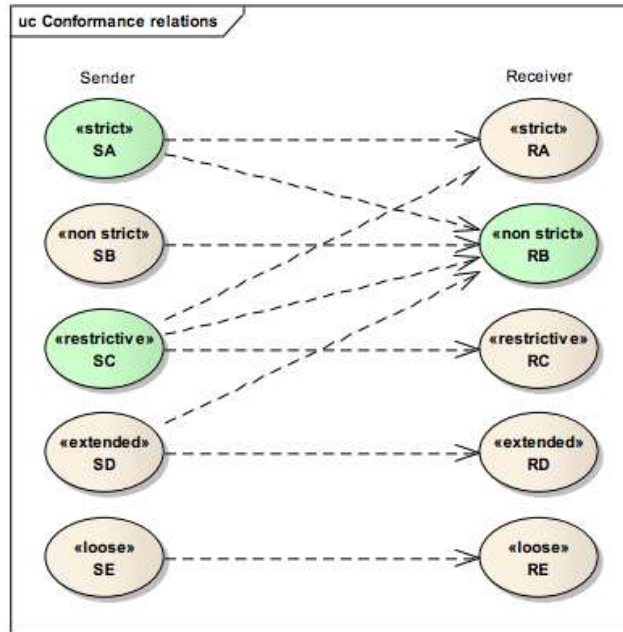 uc Conformance relations
Sender
Receiver
«strict»
SA
«strict»
RA
«non strict»
SB
«non strict»
RB
«restrictive»
SC
«restrictive»
RC
«extended»
SD
«extended»
RD
«loose»
SE
«loose»
RE